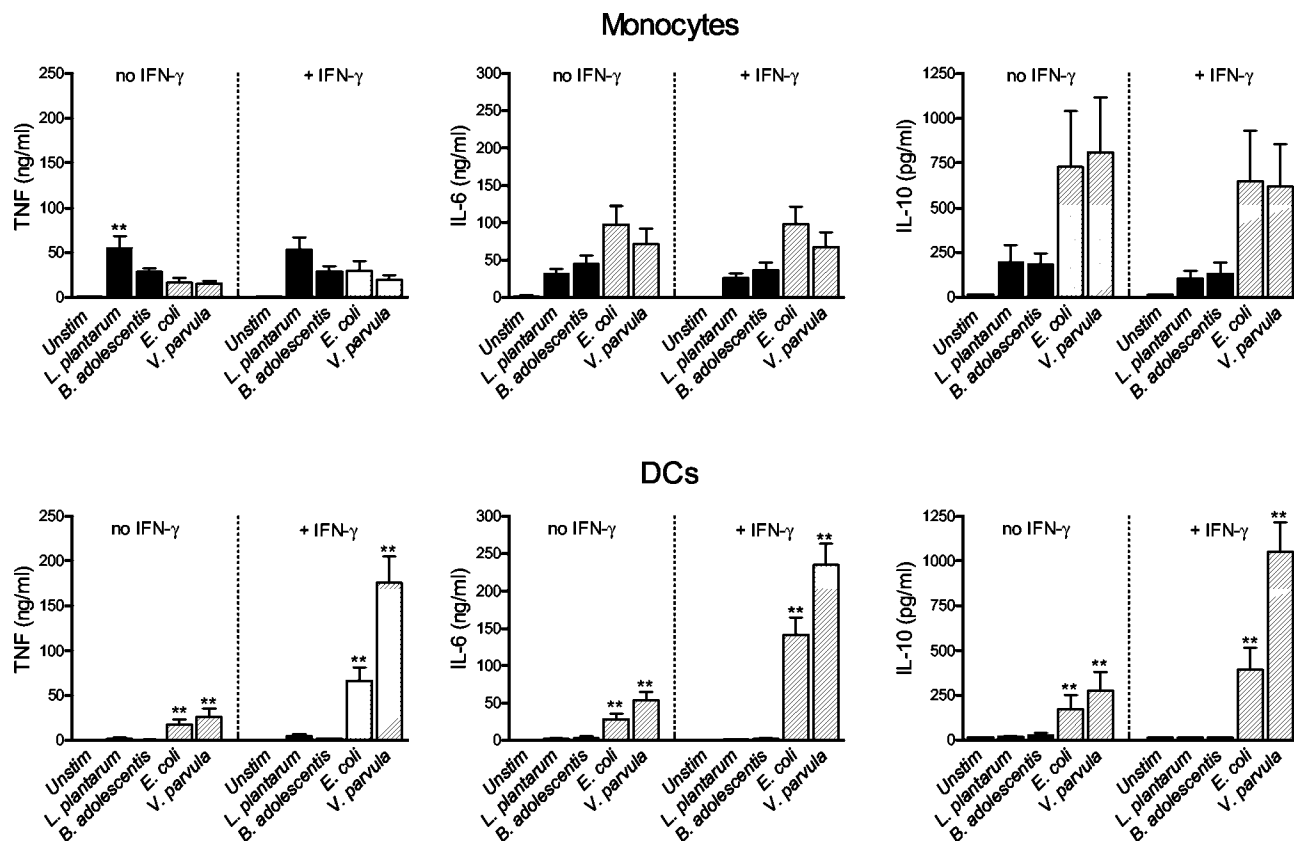 Monocytes
no IFN-γ
+ IFN-γ
TNF (ng/ml)
250
200
150
100
50
0
**
Unstim
L. plantarum
B. adolescentis
E. coli
V. parvula
Unstim
L. plantarum
B. adolescentis
E. coli
V. parvula
no IFN-γ
+ IFN-γ
IL-6 (ng/ml)
300
250
200
150
100
50
0
Unstim
L. plantarum
B. adolescentis
E. coli
V. parvula
Unstim
L. plantarum
B. adolescentis
E. coli
V. parvula
no IFN-γ
+ IFN-γ
IL-10 (pg/ml)
1250
1000
750
500
250
0
Unstim
L. plantarum
B. adolescentis
E. coli
V. parvula
Unstim
L. plantarum
B. adolescentis
E. coli
V. parvula
DCs
no IFN-γ
+ IFN-γ
TNF (ng/ml)
250
200
150
100
50
0
**
**
**
**
Unstim
L. plantarum
B. adolescentis
E. coli
V. parvula
Unstim
L. plantarum
B. adolescentis
E. coli
V. parvula
no IFN-γ
+ IFN-γ
IL-6 (ng/ml)
300
250
200
150
100
50
0
**
**
**
**
Unstim
L. plantarum
B. adolescentis
E. coli
V. parvula
Unstim
L. plantarum
B. adolescentis
E. coli
V. parvula
no IFN-γ
+ IFN-γ
IL-10 (pg/ml)
1250
1000
750
500
250
0
**
**
**
**
Unstim
L. plantarum
B. adolescentis
E. coli
V. parvula
Unstim
L. plantarum
B. adolescentis
E. coli
V. parvula